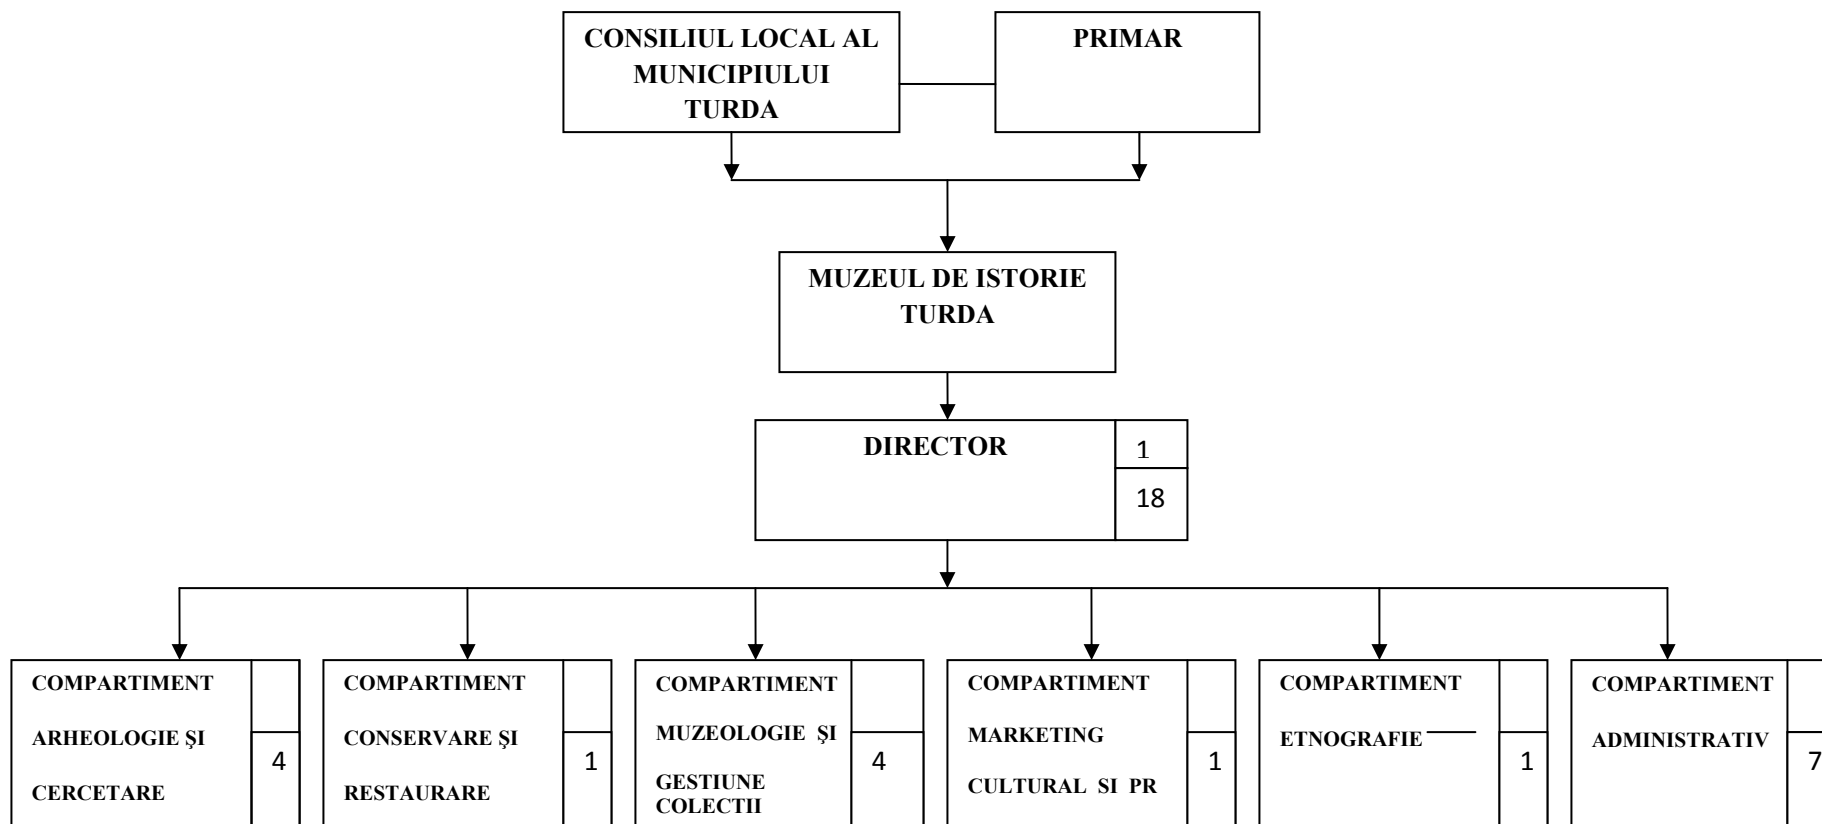 CONSILIUL LOCAL AL
MUNICIPIULUI
TURDA
PRIMAR
MUZEUL DE ISTORIE
TURDA
DIRECTOR
1
18
COMPARTIMENT
ARHEOLOGIE ŞI
CERCETARE
4
COMPARTIMENT
CONSERVARE ŞI
RESTAURARE
1
COMPARTIMENT
MUZEOLOGIE ŞI
GESTIUNE
COLECTII
4
COMPARTIMENT
MARKETING
CULTURAL SI PR
1
COMPARTIMENT
ETNOGRAFIE
1
COMPARTIMENT
ADMINISTRATIV
7